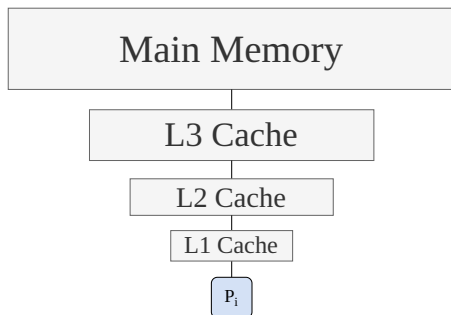 Main Memory
L3 Cache
L2 Cache
L1 Cache
Pi